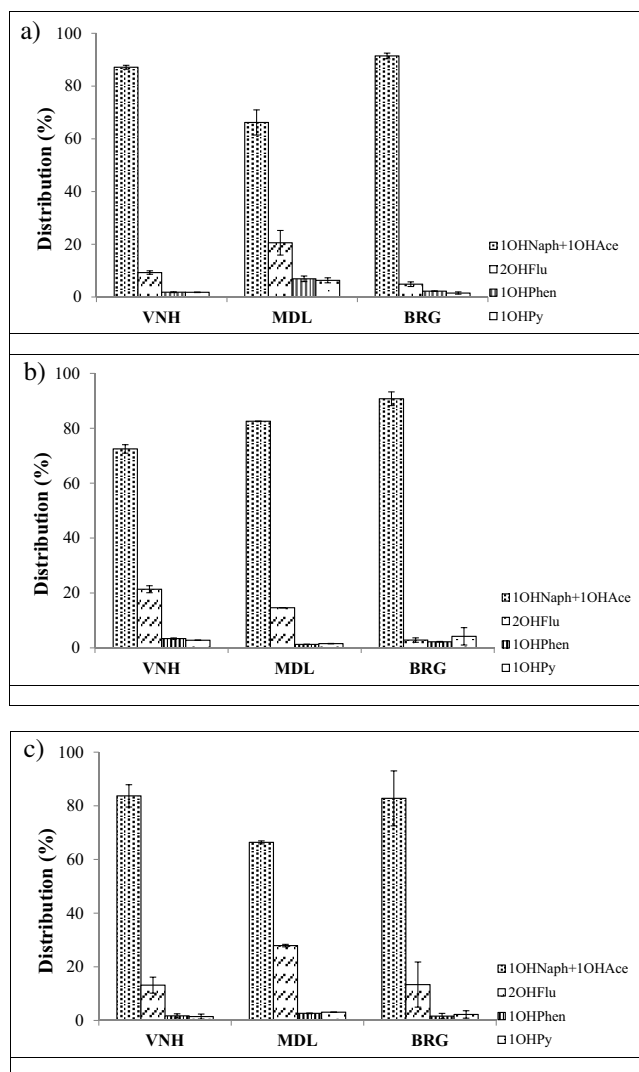 a)
100
80
60
40
20
0
Distribution (%)
VNH MDL BRG
1OHNaph+1OHAce
2OHFlu
1OHPhen
1OHPy
b)
100
80
60
40
20
0
Distribution (%)
VNH MDL BRG
1OHNaph+1OHAce
2OHFlu
1OHPhen
1OHPy
c)
100
80
60
40
20
0
Distribution (%)
VNH MDL BRG
1OHNaph+1OHAce
2OHFlu
1OHPhen
1OHPy